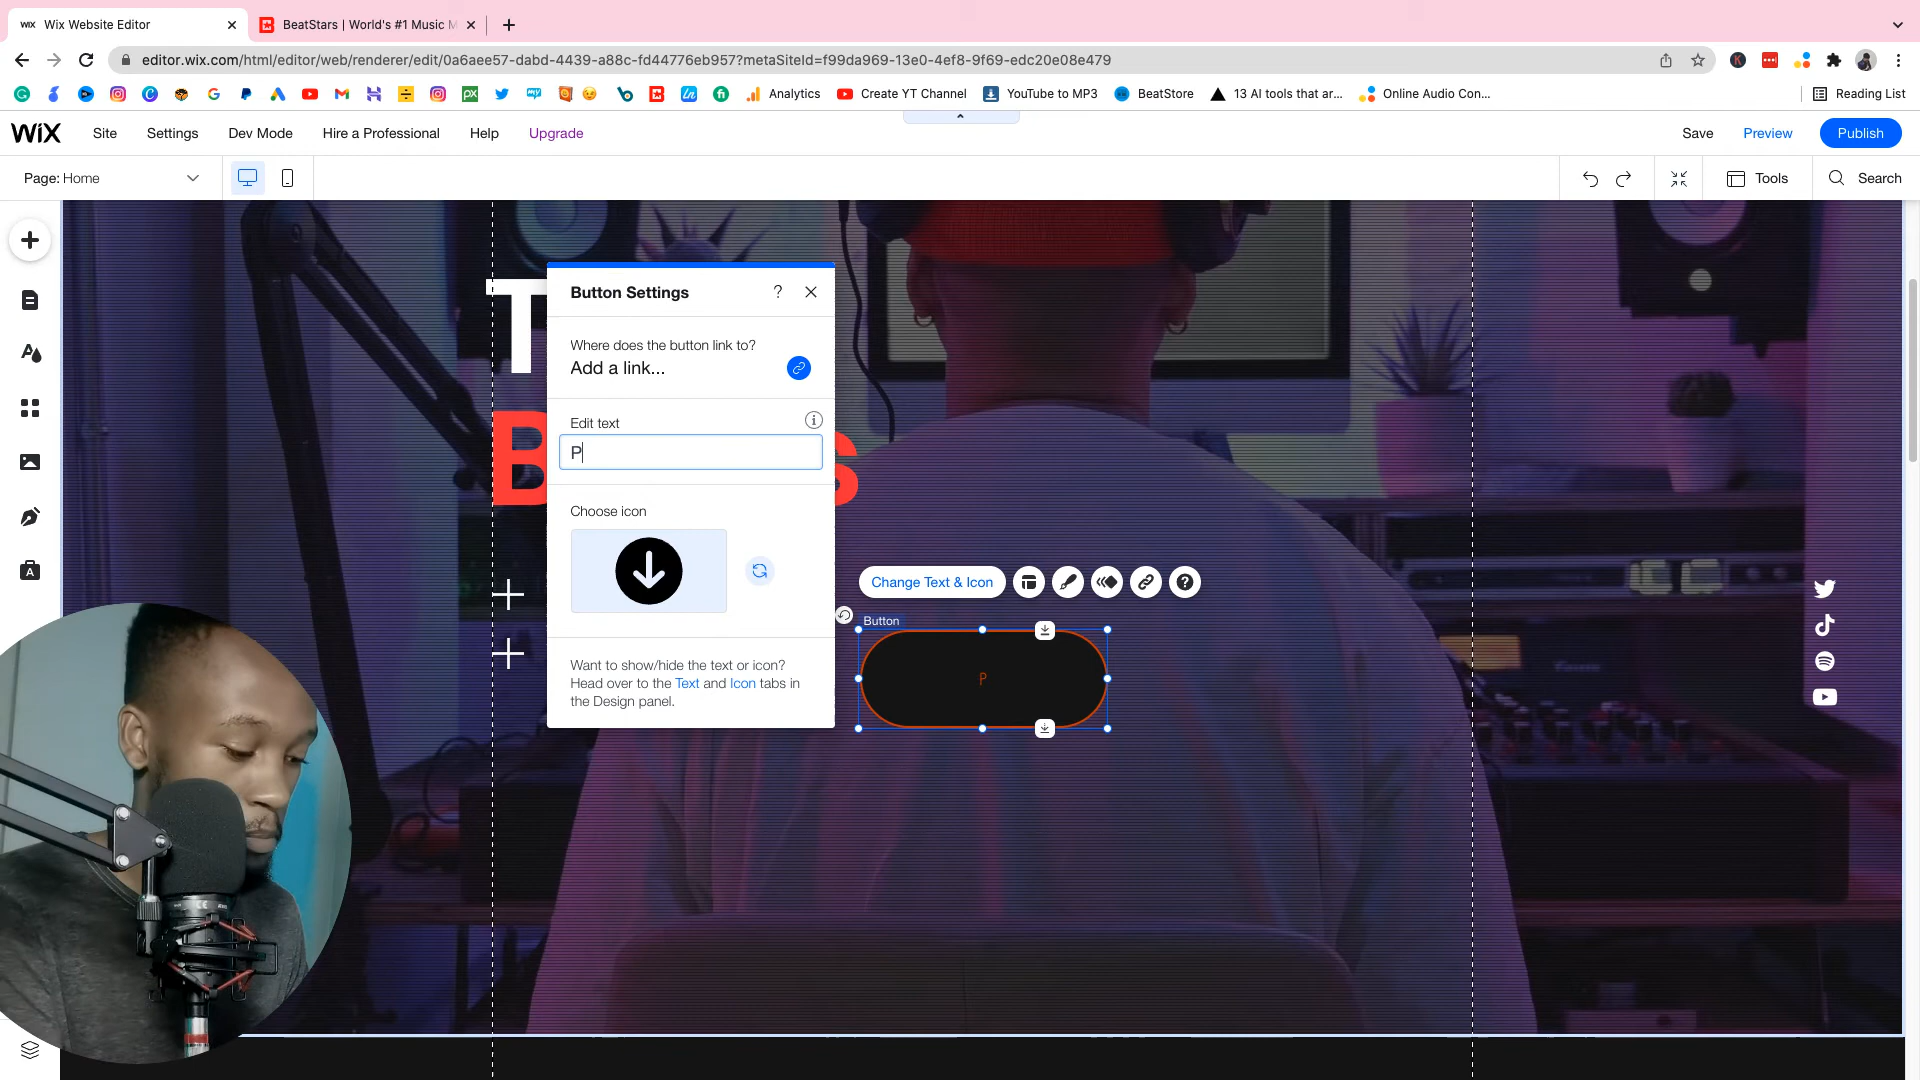 WiX Wix Website Editor
BeatStars | World's #1 Music M
editor.wix.com/html/editor/web/renderer/edit/0a6aee57-dabd-4439-a88c-fd44776eb957?metaSiteId=f99da969-13e0-4ef8-9f69-edc20e08e479
Analytics
Create YT Channel
YouTube to MP3
BeatStore
13 AI tools that ar...
Online Audio Con...
Reading List
WiX
Site
Settings
Dev Mode
Hire a Professional
Help
Upgrade
Save
Preview
Publish
Page: Home
Tools
Search
T
Button Settings
?
Where does the button link to?
Add a link...
Edit text
P
B
s
Choose icon
Change Text & Icon
Button
P
Want to show/hide the text or icon?
Head over to the Text and Icon tabs in
the Design panel.